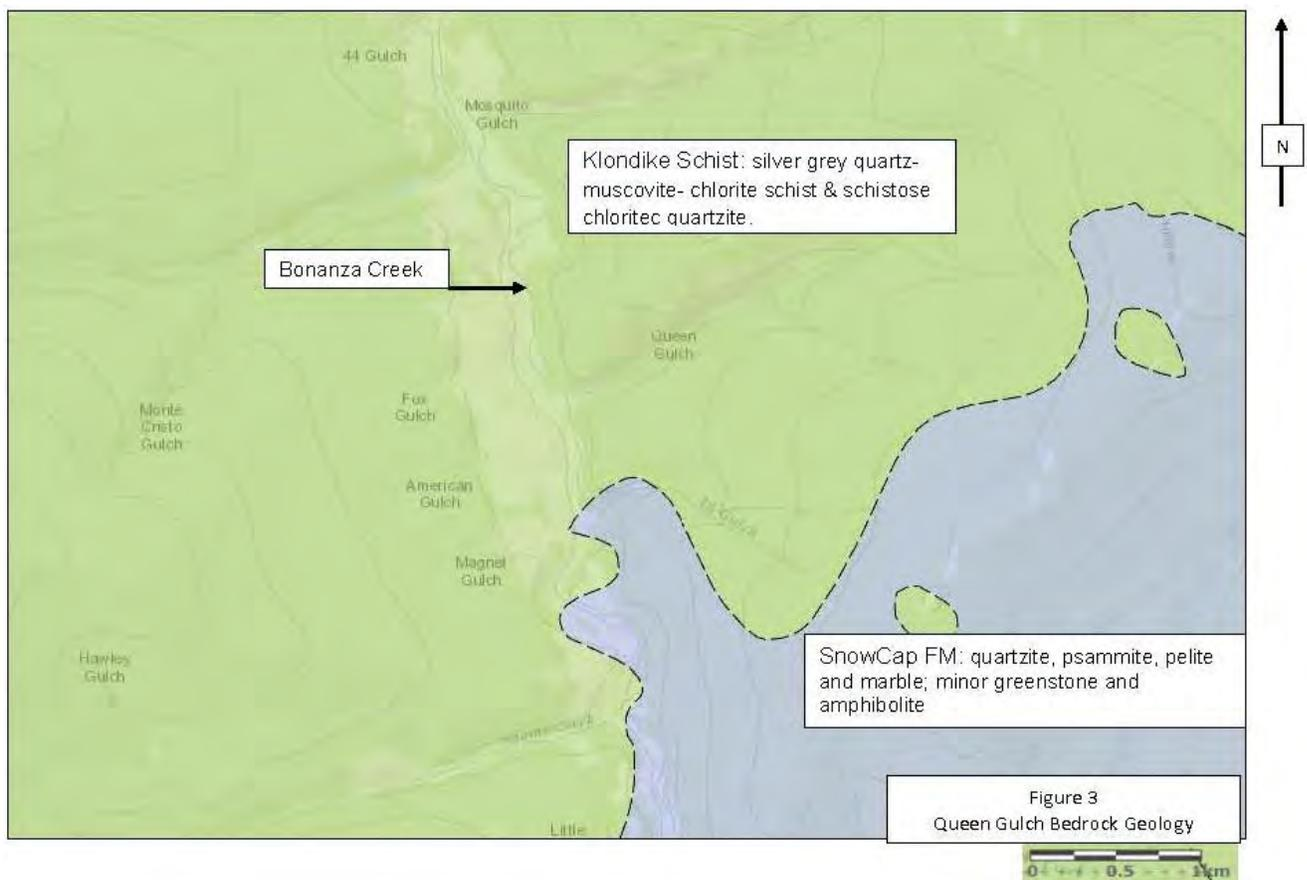 44 Gulch
Mosquito
Gulch
N
Klondike Schist: silver grey quartz-
muscovite- chlorite schist & schistose
chloritec quartzite.
Bonanza Creek
Queen
Gulch
Monte
Cristo
Gulch
Fox
Gulch
American
Gulch
Gulch
Magnet
Gulch
Hawley
Gulch
SnowCap FM: quartzite, psammite, pelite
and marble; minor greenstone and
amphibolite
Little
Figure 3
Queen Gulch Bedrock Geology
0 0.5 1km